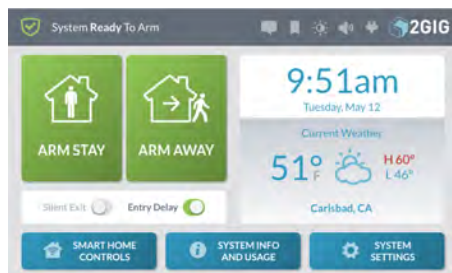 System Ready To Arm
2GIG
ARM STAY
ARM AWAY
Silent Exit
Entry Delay
9:51am
Tuesday, May 12
Current Weather
51°F
H 60°
L 46°
Carlsbad, CA
SMART HOME
CONTROLS
SYSTEM INFO
AND USAGE
SYSTEM
SETTINGS